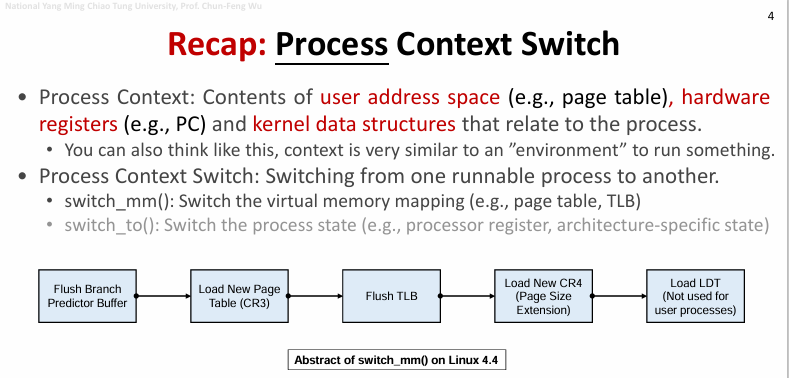 National Yang Ming Chiao Tung University, Prof. Chun-Feng Wu
4
Recap: Process Context Switch
• Process Context: Contents of user address space (e.g., page table), hardware
registers (e.g., PC) and kernel data structures that relate to the process.
• You can also think like this, context is very similar to an ”environment” to run something.
• Process Context Switch: Switching from one runnable process to another.
• switch_mm(): Switch the virtual memory mapping (e.g., page table, TLB)
• switch_to(): Switch the process state (e.g., processor register, architecture-specific state)
Flush Branch
Predictor Buffer
Load New Page
Table (CR3)
Flush TLB
Load New CR4
(Page Size
Extension)
Load LDT
(Not used for
user processes)
Abstract of switch_mm() on Linux 4.4